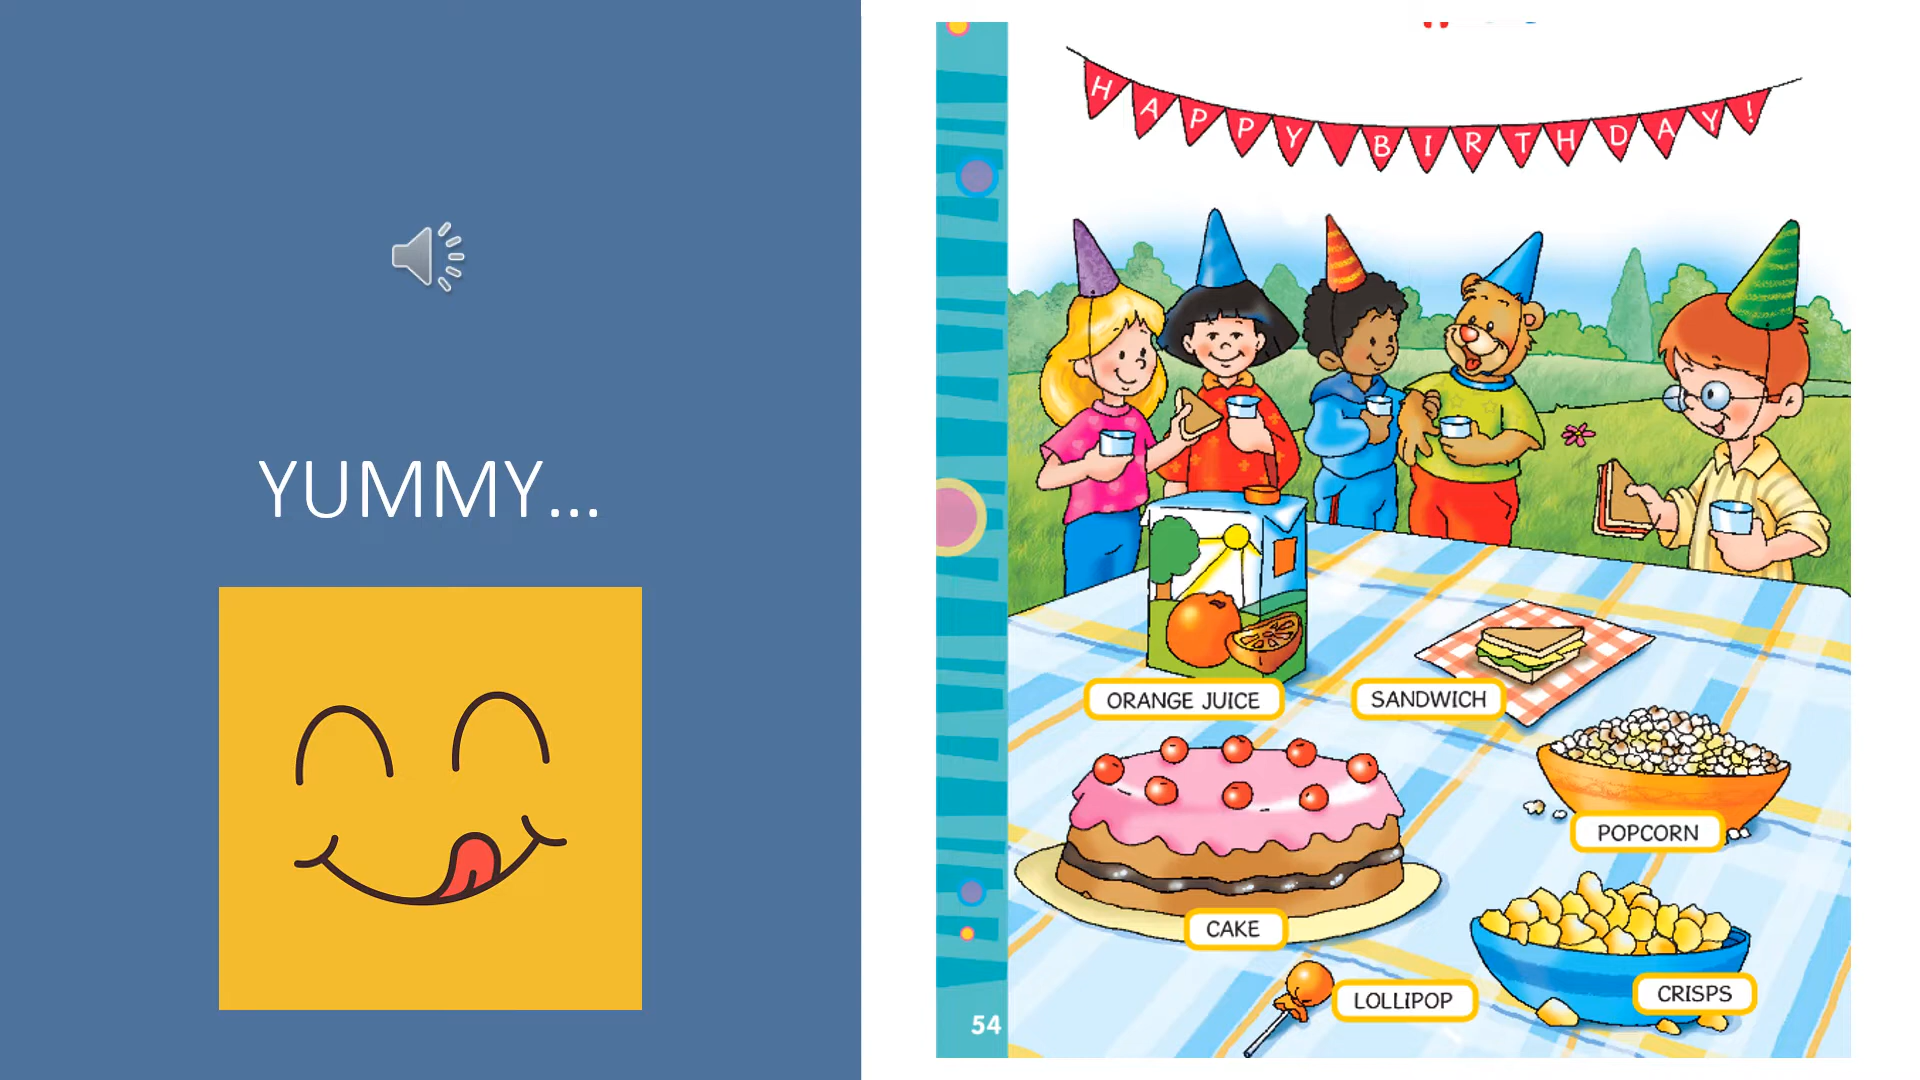 YUMMY...
HAPPY BIRTHDAY!
ORANGE JUICE
SANDWICH
POPCORN
CAKE
CRISPS
LOLLIPOP
54